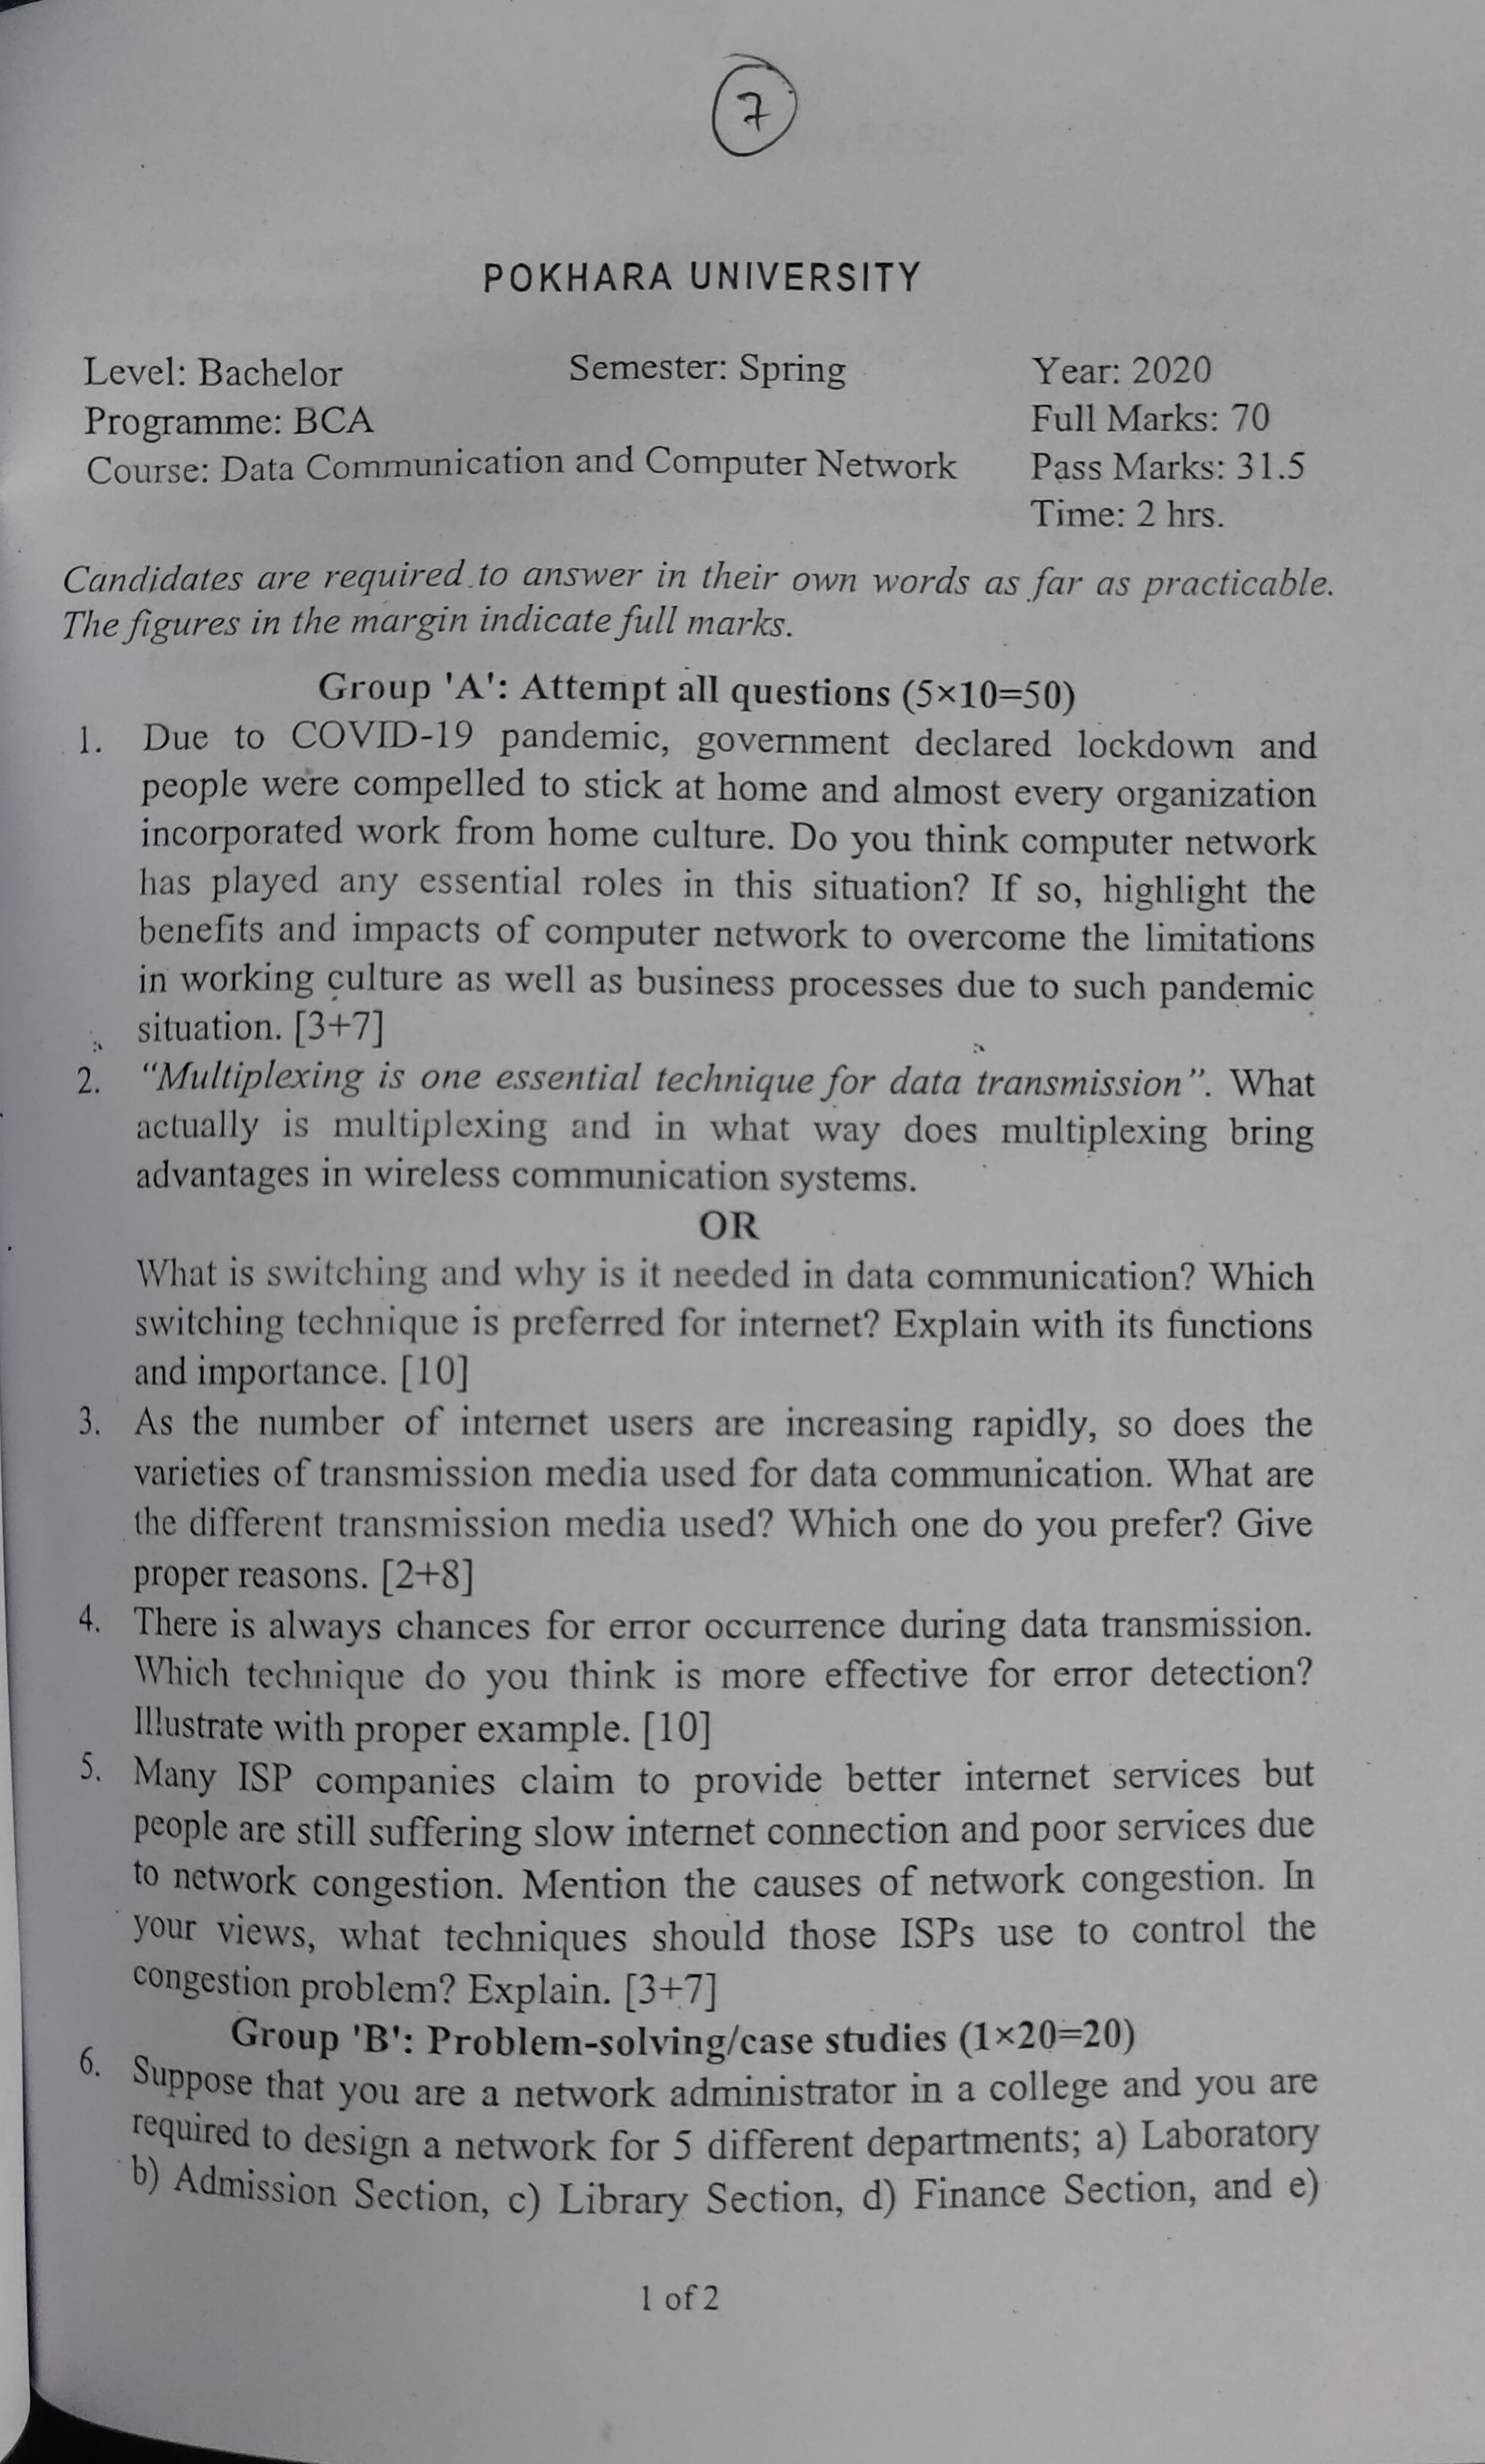 7
POKHARA UNIVERSITY
Level: Bachelor Semester: Spring Year: 2020
Programme: BCA Full Marks: 70
Course: Data Communication and Computer Network Pass Marks: 31.5
Time: 2 hrs.
Candidates are required to answer in their own words as far as practicable.
The figures in the margin indicate full marks.
Group 'A': Attempt all questions (5×10=50)
1. Due to COVID-19 pandemic, government declared lockdown and
people were compelled to stick at home and almost every organization
incorporated work from home culture. Do you think computer network
has played any essential roles in this situation? If so, highlight the
benefits and impacts of computer network to overcome the limitations
in working culture as well as business processes due to such pandemic
situation. [3+7]
2. “Multiplexing is one essential technique for data transmission”. What
actually is multiplexing and in what way does multiplexing bring
advantages in wireless communication systems.
OR
What is switching and why is it needed in data communication? Which
switching technique is preferred for internet? Explain with its functions
and importance. [10]
3. As the number of internet users are increasing rapidly, so does the
varieties of transmission media used for data communication. What are
the different transmission media used? Which one do you prefer? Give
proper reasons. [2+8]
4. There is always chances for error occurrence during data transmission.
Which technique do you think is more effective for error detection?
Illustrate with proper example. [10]
5. Many ISP companies claim to provide better internet services but
people are still suffering slow internet connection and poor services due
to network congestion. Mention the causes of network congestion. In
your views, what techniques should those ISPs use to control the
congestion problem? Explain. [3+7]
Group 'B': Problem-solving/case studies (1×20=20)
6. Suppose that you are a network administrator in a college and you are
required to design a network for 5 different departments; a) Laboratory
b) Admission Section, c) Library Section, d) Finance Section, and e)
1 of 2